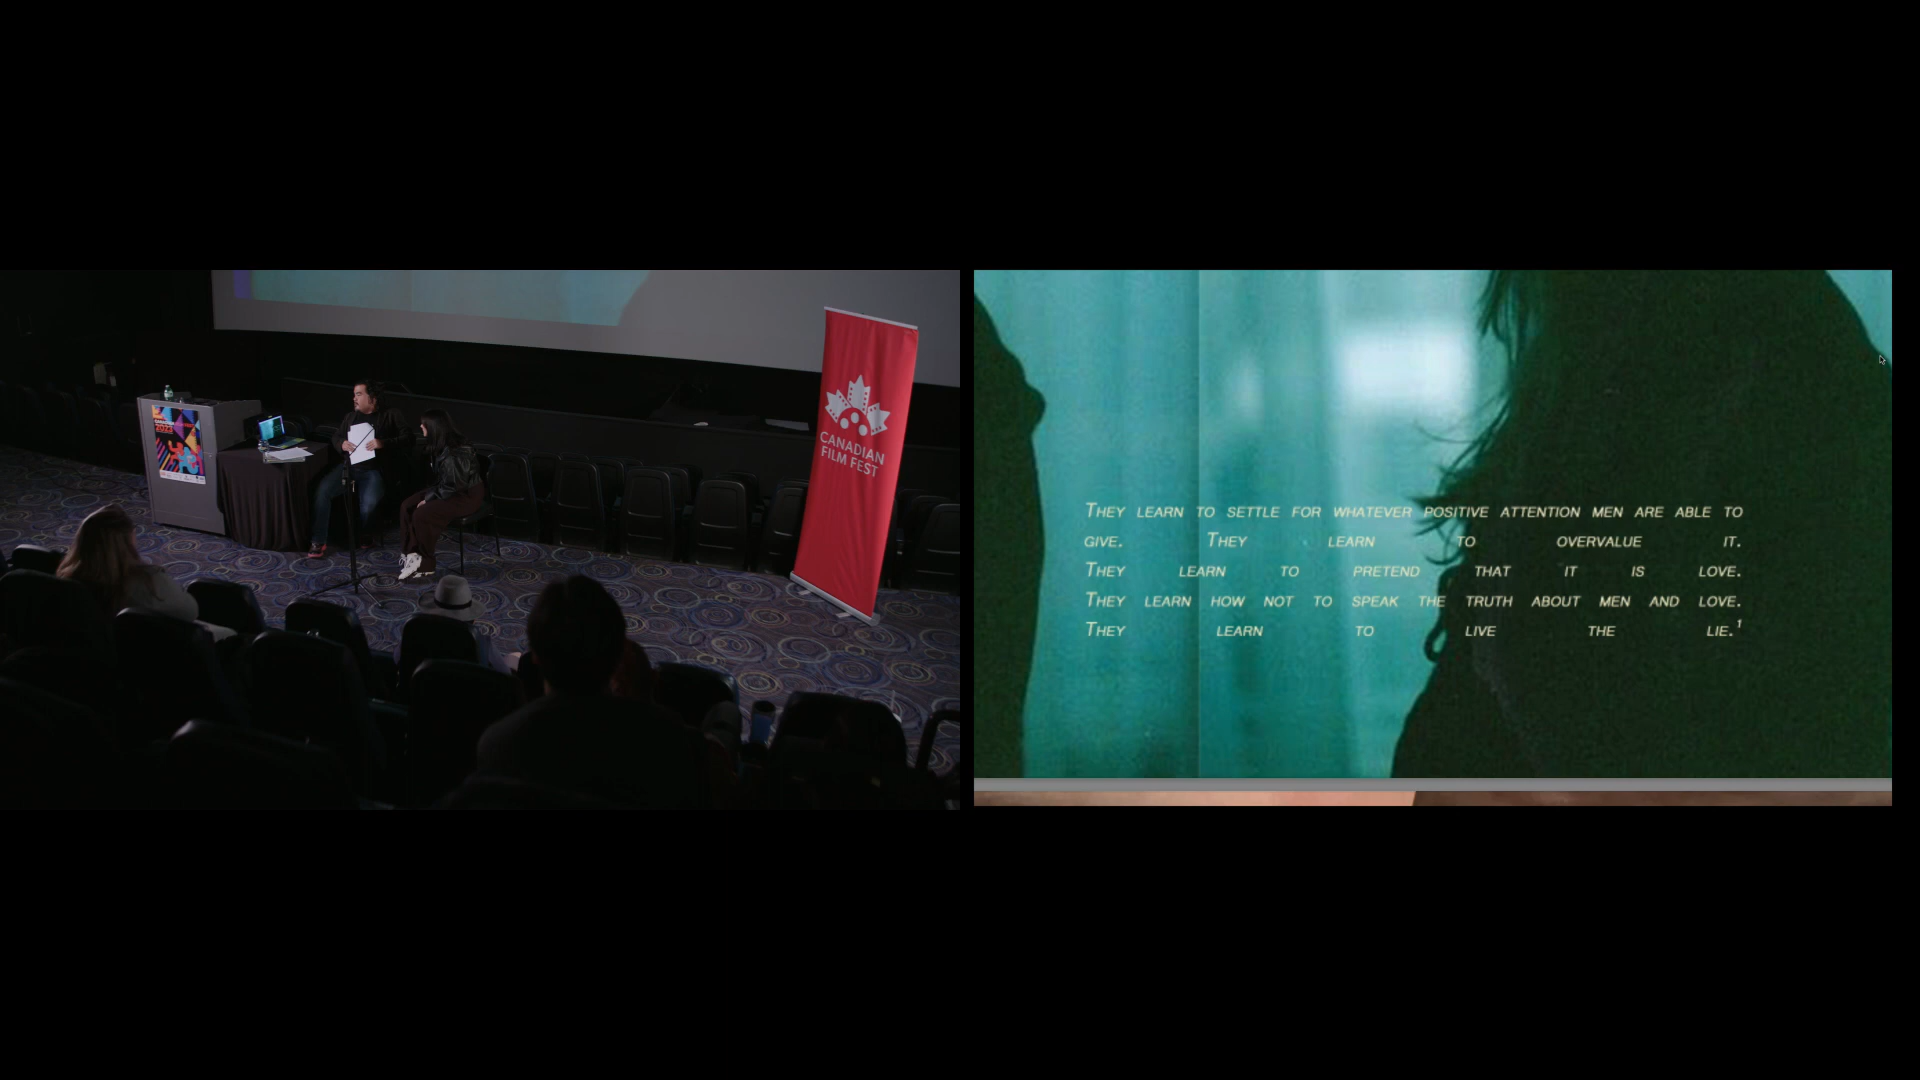 2023
CANADIAN
FILM FEST
They learn to settle for whatever positive attention men are able to
give. They learn to overvalue it.
They learn to pretend that it is love.
They learn how not to speak the truth about men and love.
They learn to live the lie.¹